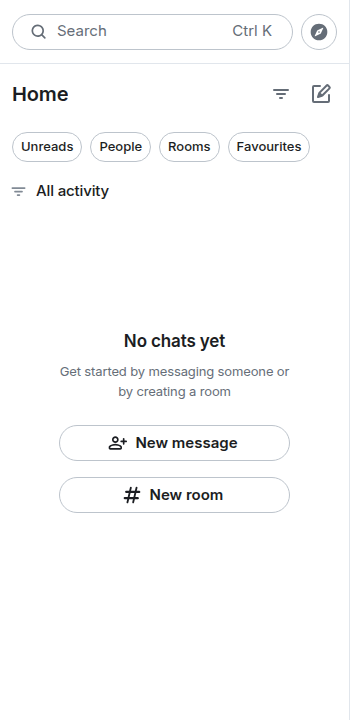 Search Ctrl K
Home
Unreads People Rooms Favourites
All activity
No chats yet
Get started by messaging someone or
by creating a room
New message
New room